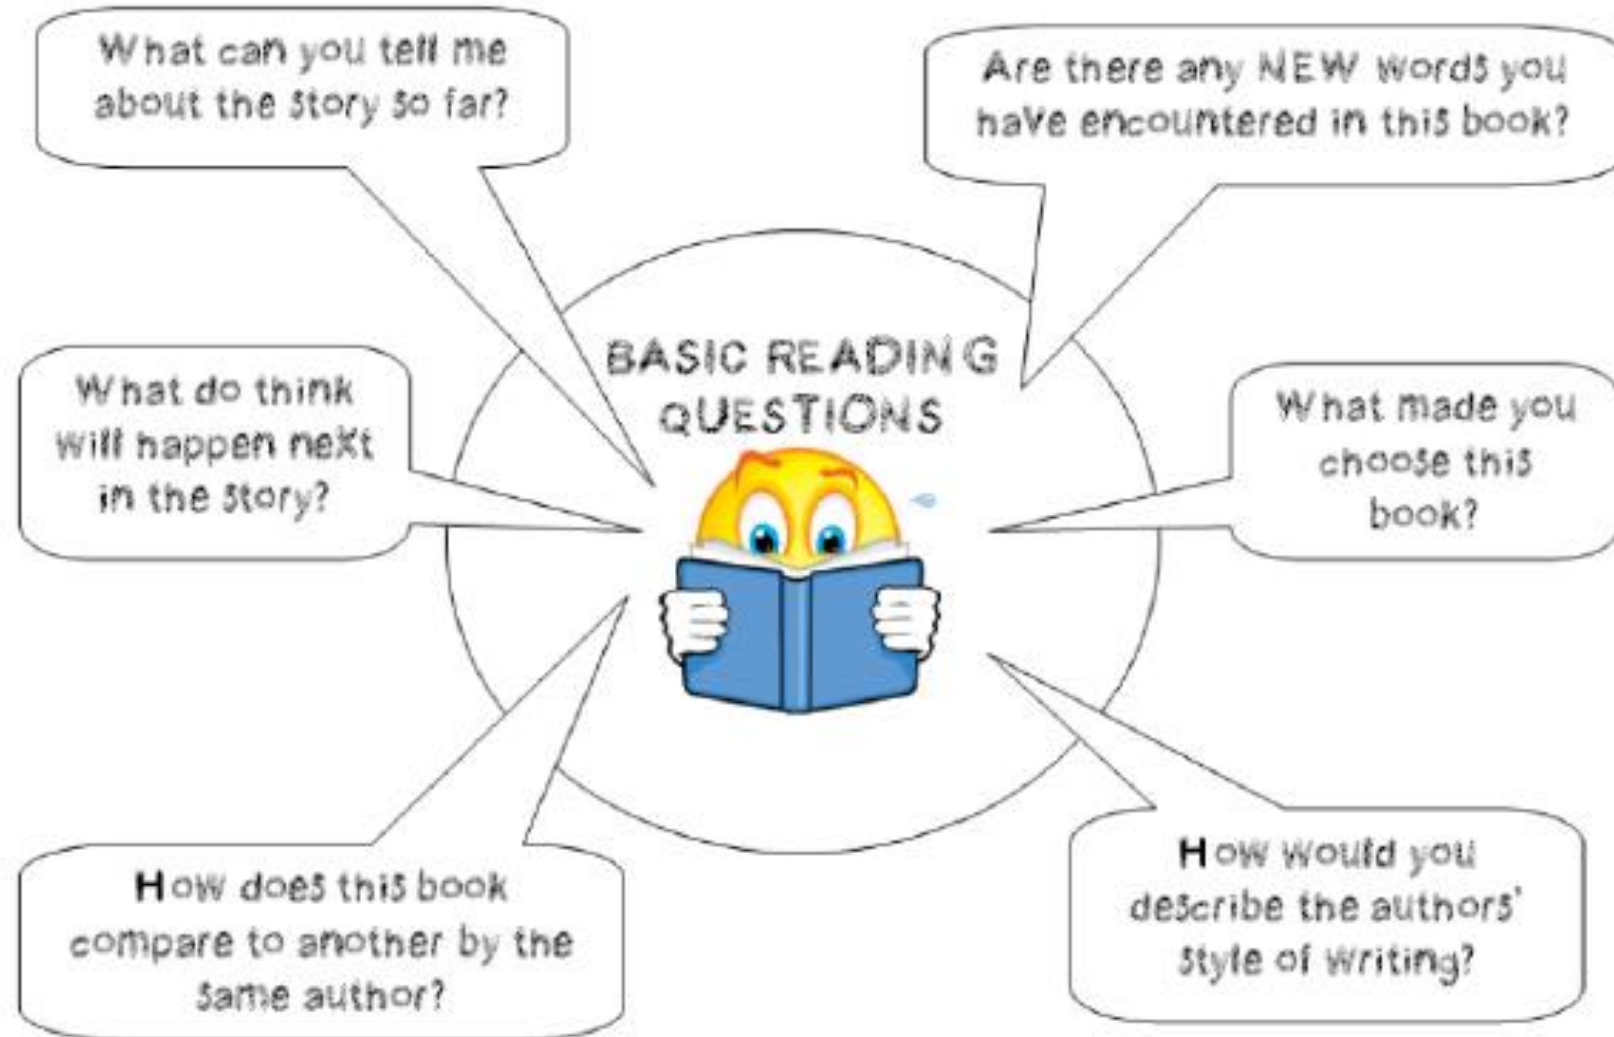 What can you tell me
about the story so far?
Are there any NEW words you
have encountered in this book?
BASIC READING
QUESTIONS
What do think
will happen next
in the story?
What made you
choose this
book?
How does this book
compare to another by the
same author?
How would you
describe the authors'
style of writing?